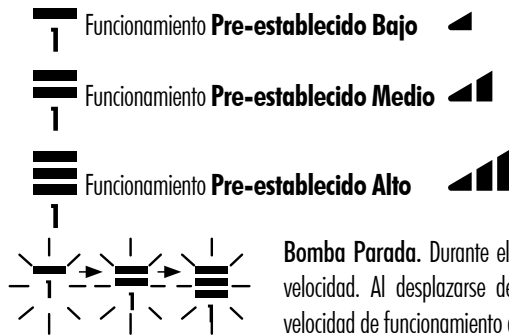 1 Funcionamiento Pre-establecido Bajo
1 Funcionamiento Pre-establecido Medio
1 Funcionamiento Pre-establecido Alto
1 1 1
Bomba Parada. Durante el
velocidad. Al desplazarse de
velocidad de funcionamiento